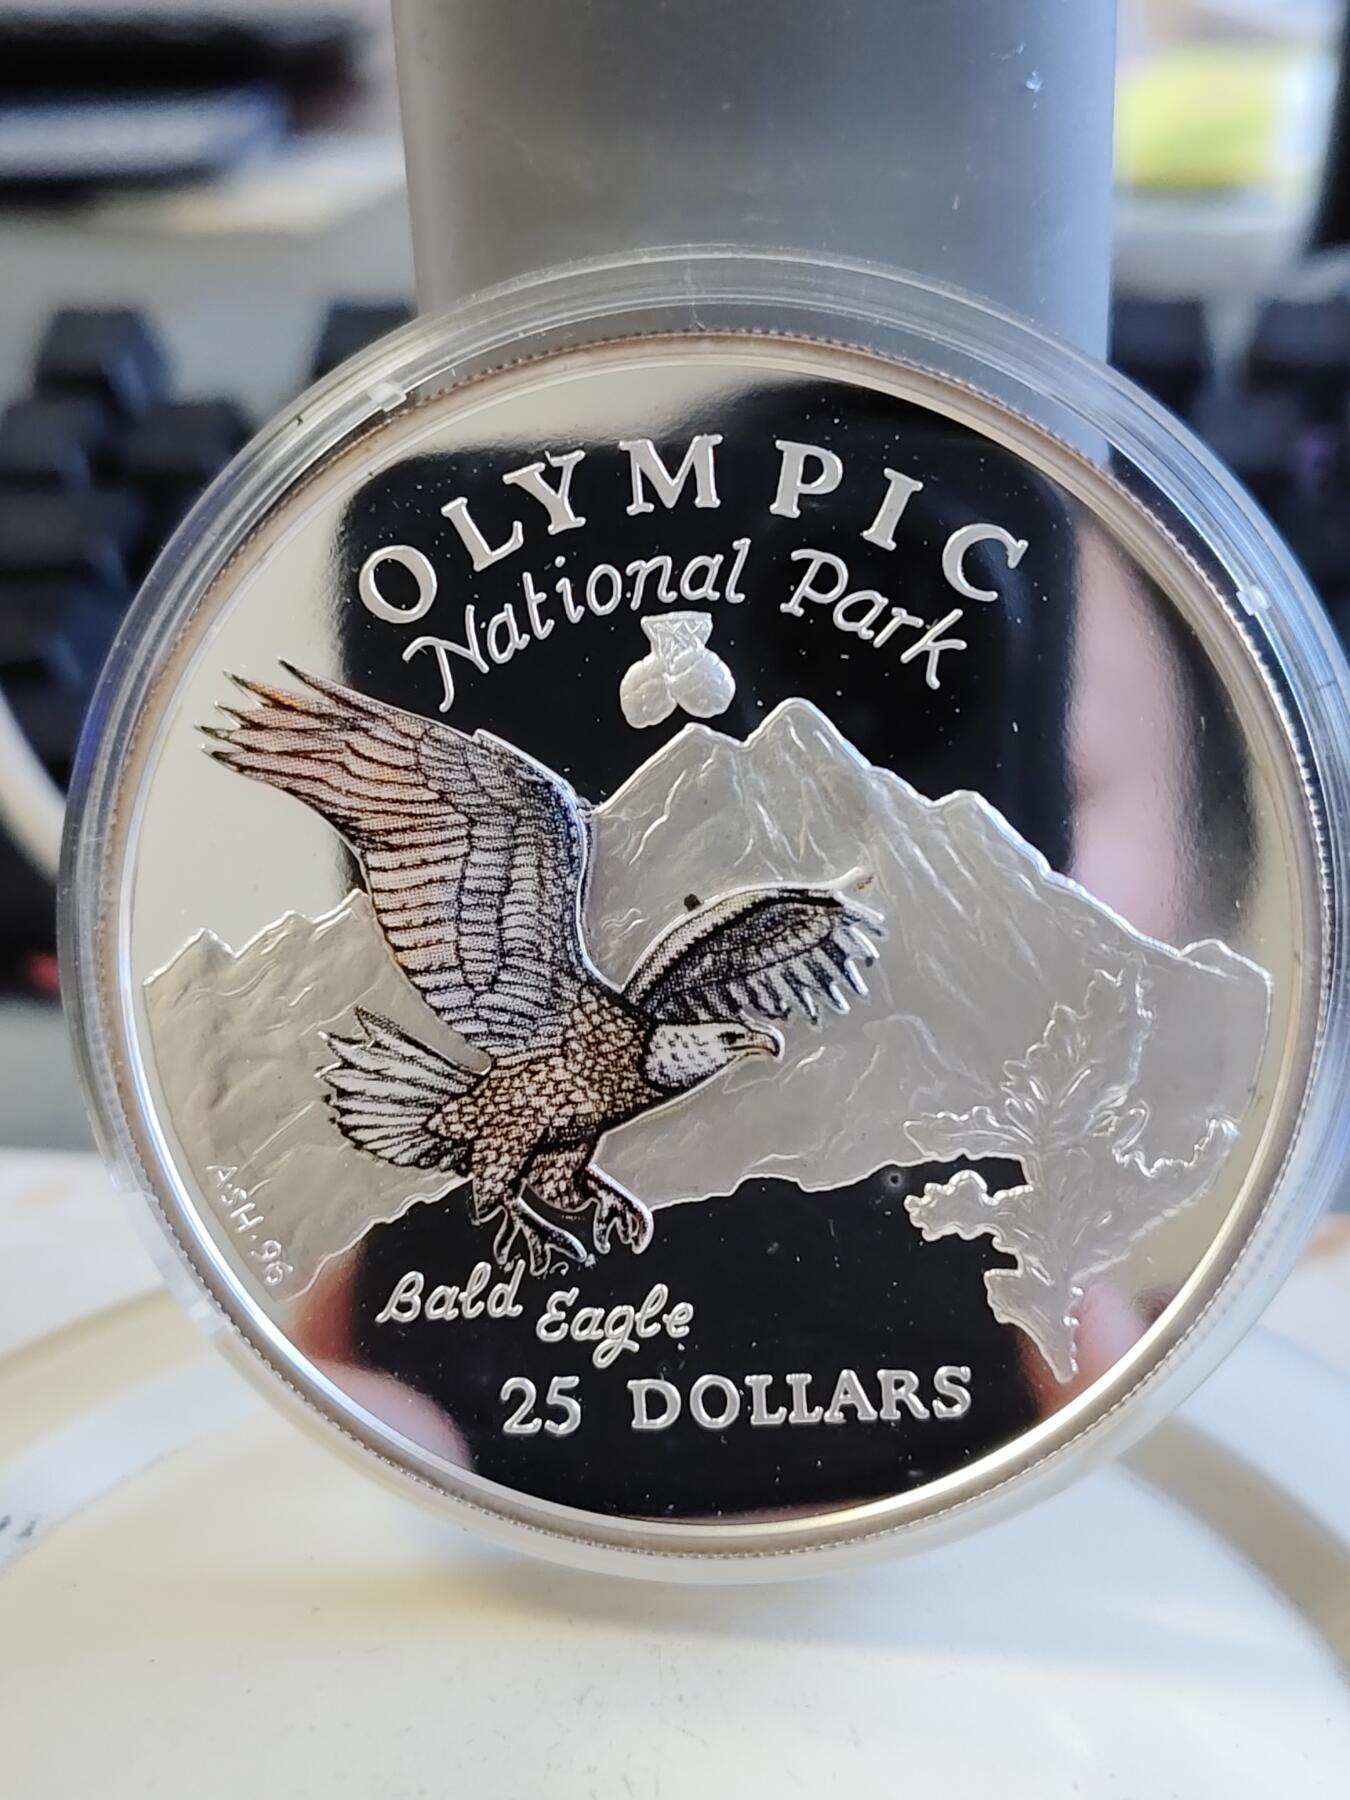 OLYMPIC
National Park
ASH.96
Bald Eagle
25 DOLLARS